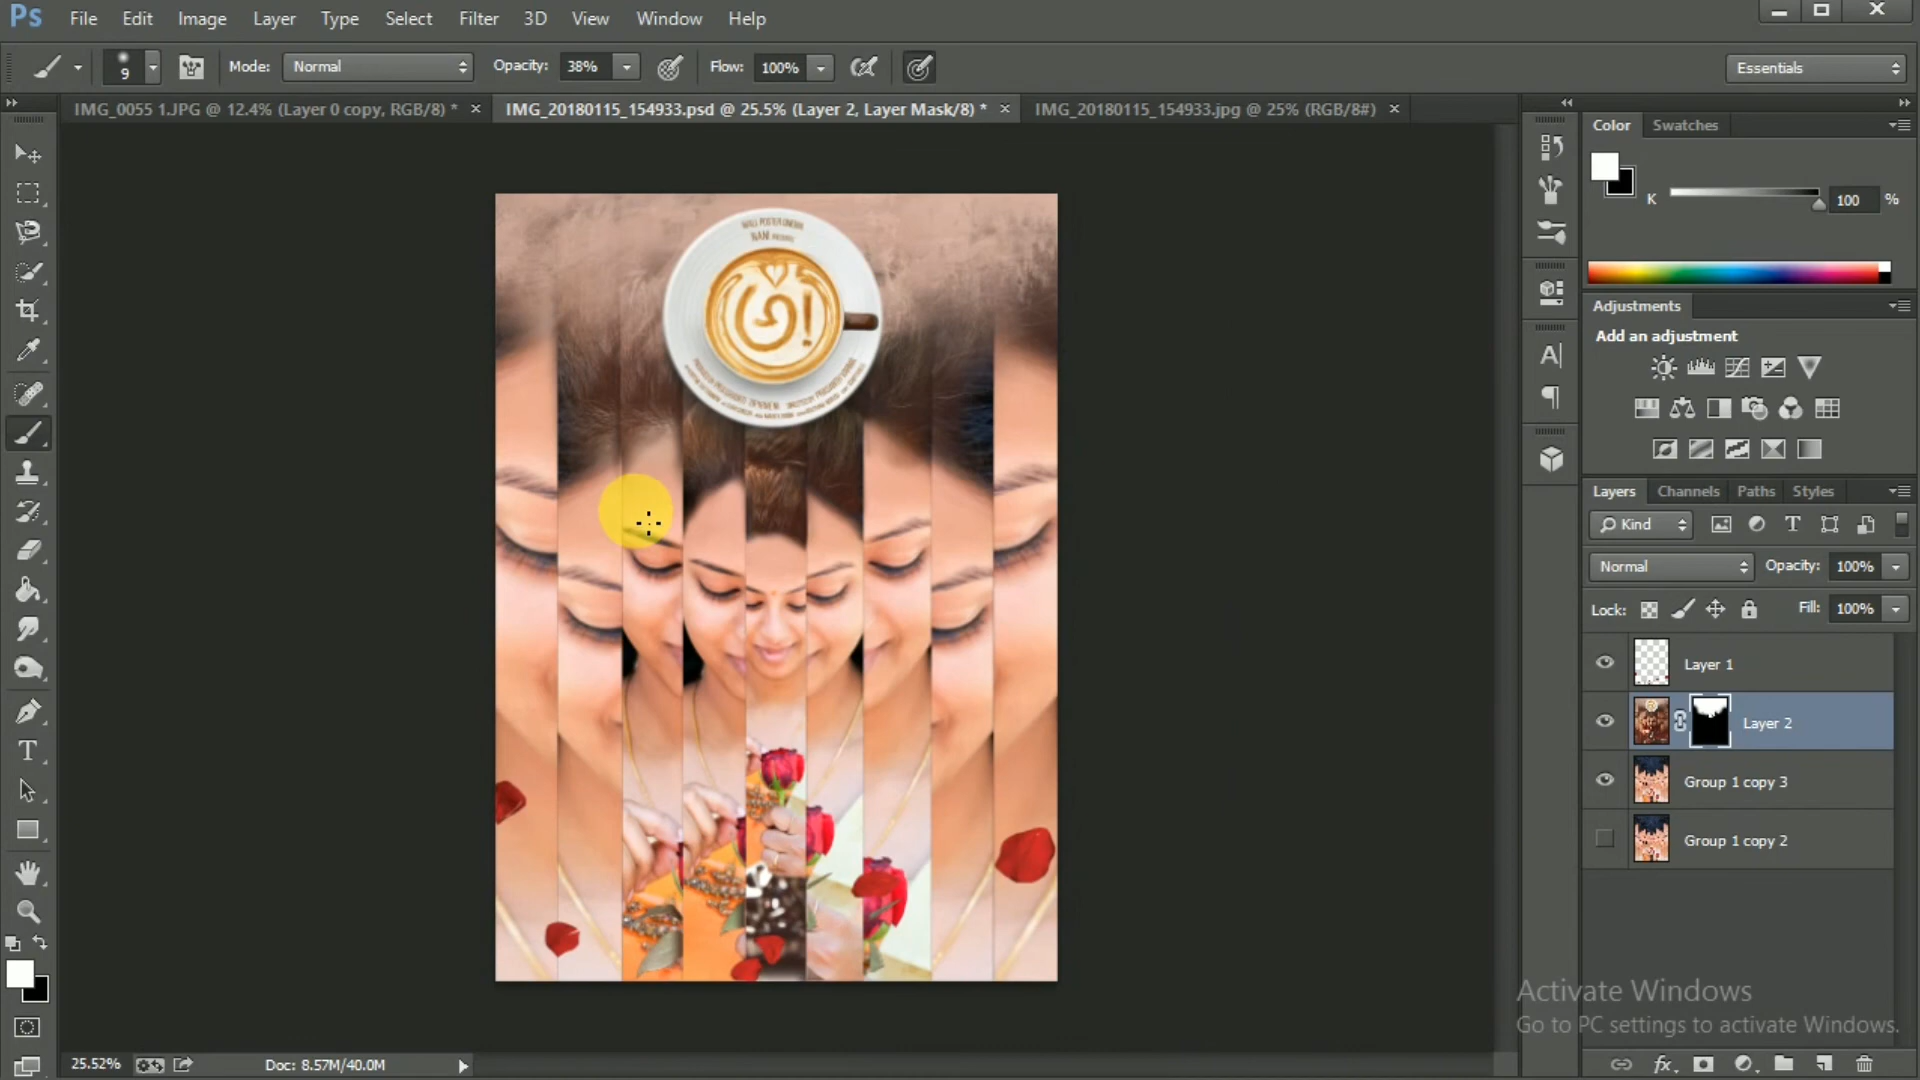 Ps File Edit Image Layer Type Select Filter 3D View Window Help
9 Mode: Normal Opacity: 38% Flow: 100% Essentials
IMG_0055 1.JPG @ 12.4% (Layer 0 copy, RGB/8) * × IMG_20180115_154933.psd @ 25.5% (Layer 2, Layer Mask/8) * × IMG_20180115_154933.jpg @ 25% (RGB/8#) ×
Color Swatches
K 100 %
Adjustments
Add an adjustment
Layers Channels Paths Styles
Kind
Normal Opacity: 100%
Lock: Fill: 100%
Layer 1
Layer 2
Group 1 copy 3
Group 1 copy 2
Activate Windows
Go to PC settings to activate Windows.
25.52% Doc: 8.57M/40.0M